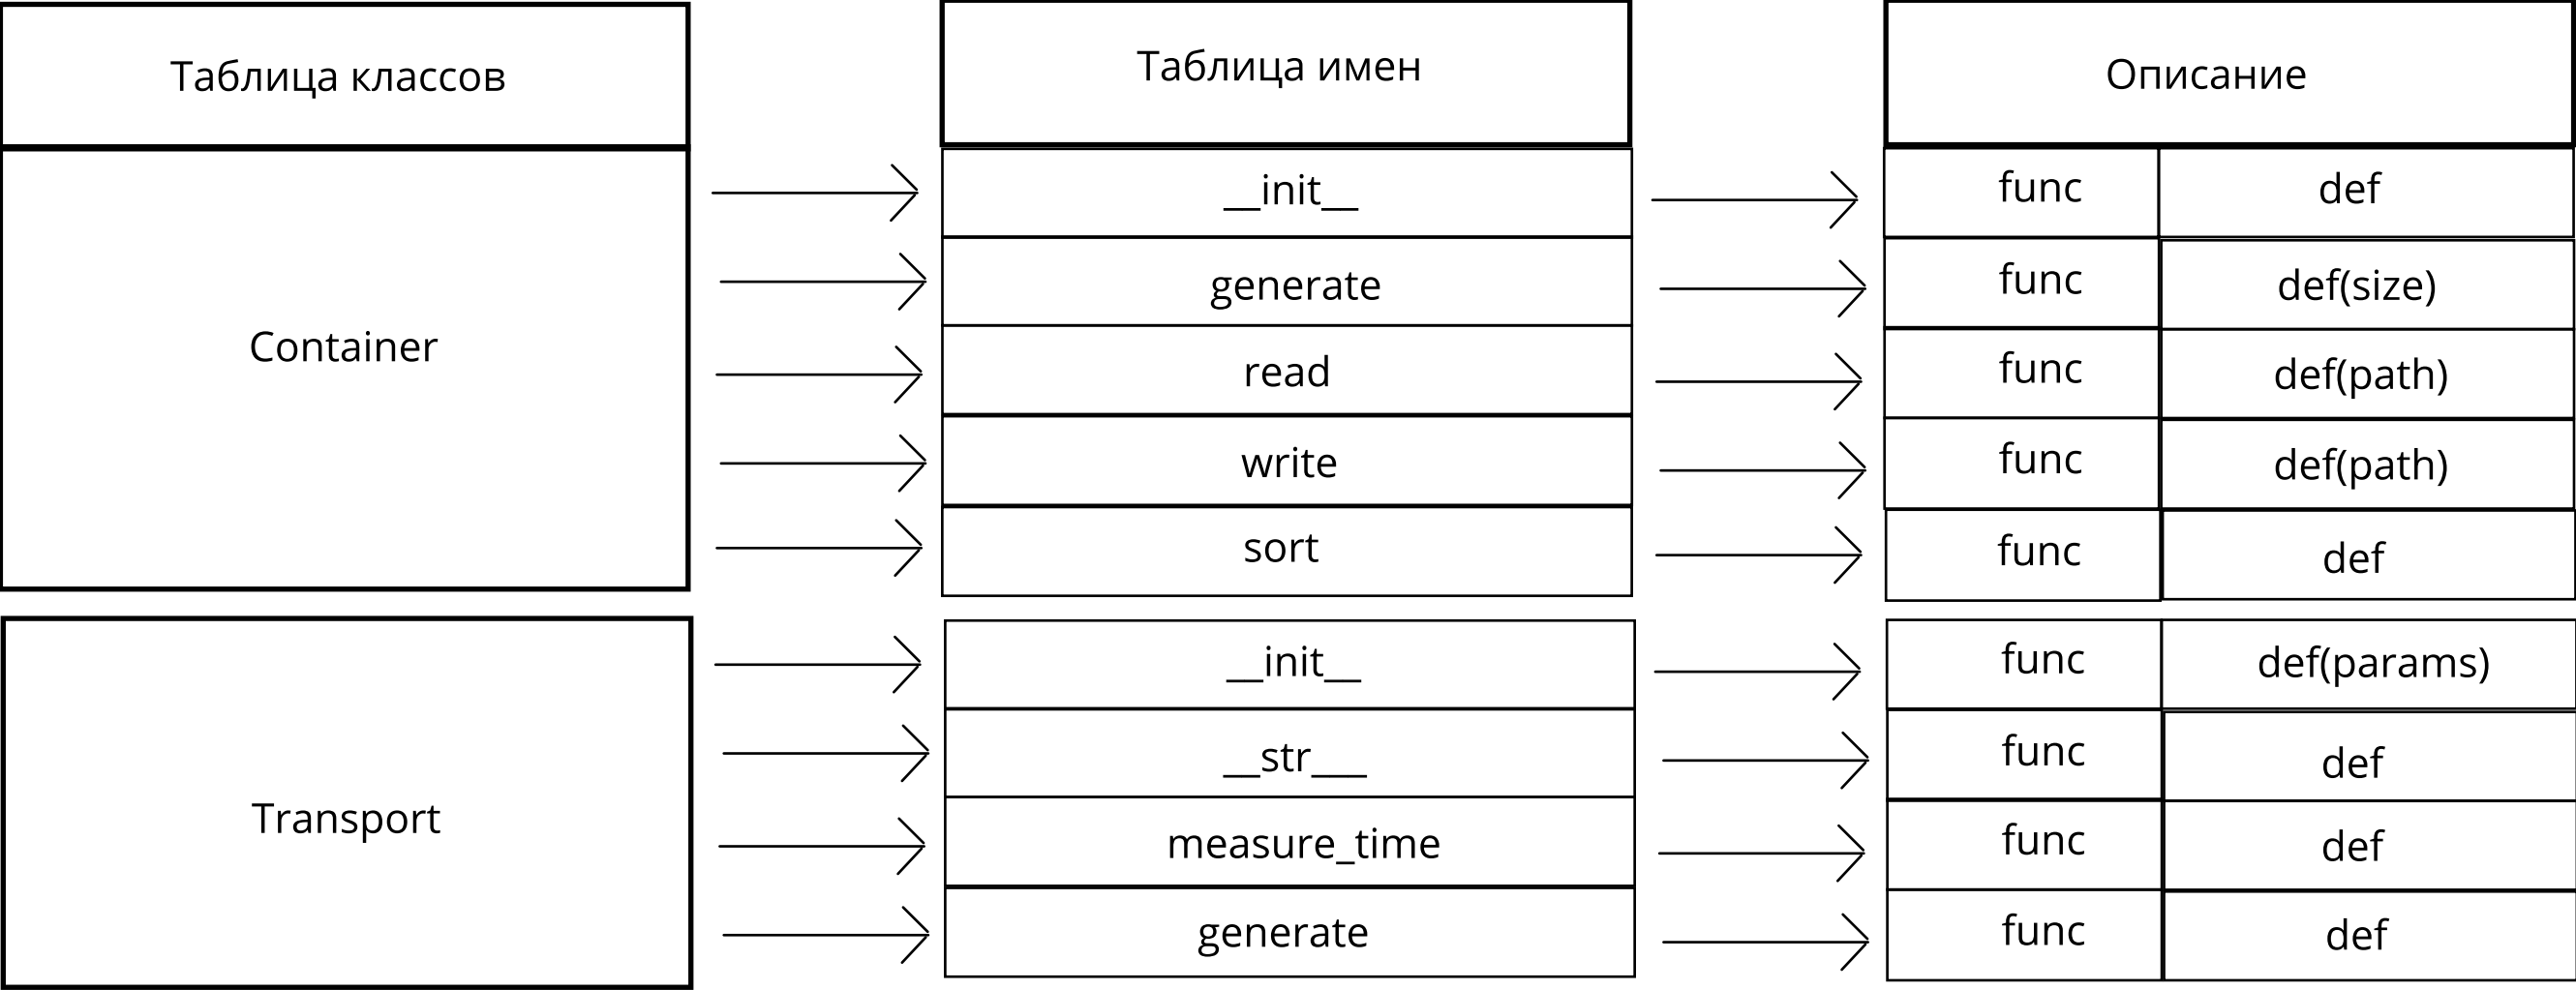 Таблица классов
Таблица имен
Описание
Container
__init__
func
def
generate
func
def(size)
read
func
def(path)
write
func
def(path)
sort
func
def
Transport
__init__
func
def(params)
__str___
func
def
measure_time
func
def
generate
func
def